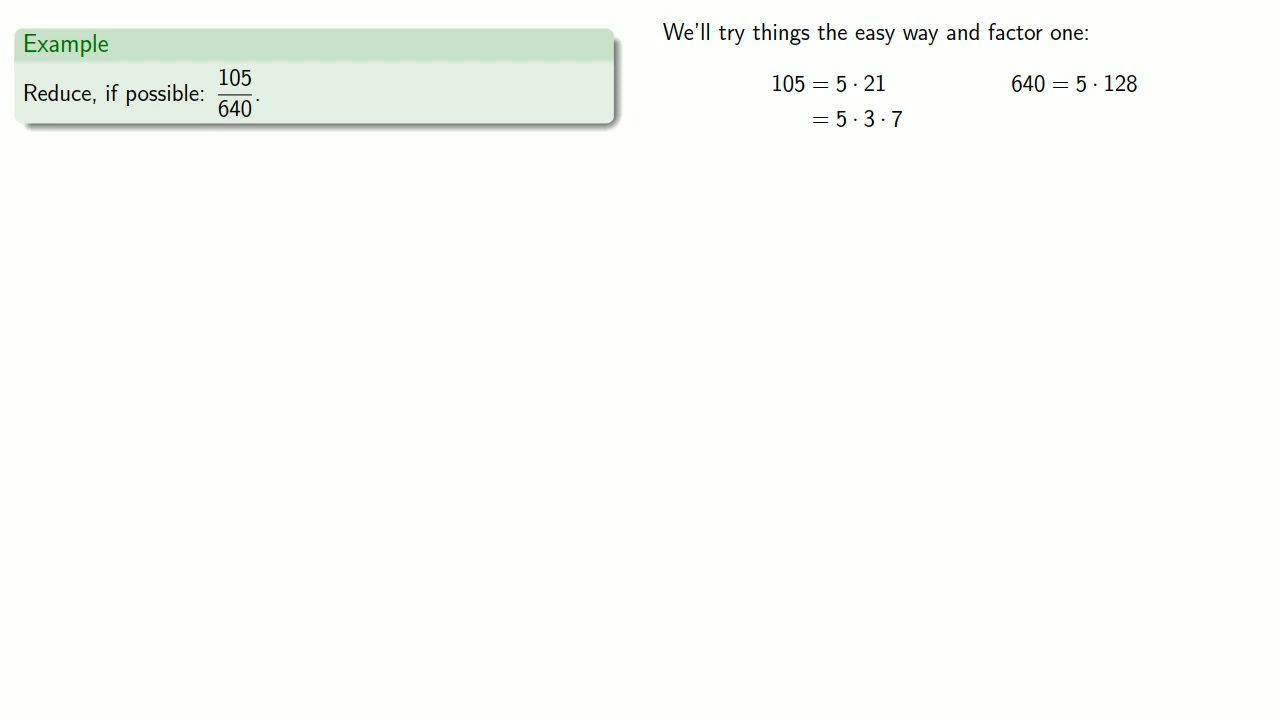 Example
Reduce, if possible: 105/640.
We'll try things the easy way and factor one:
105 = 5 · 21
= 5 · 3 · 7
640 = 5 · 128